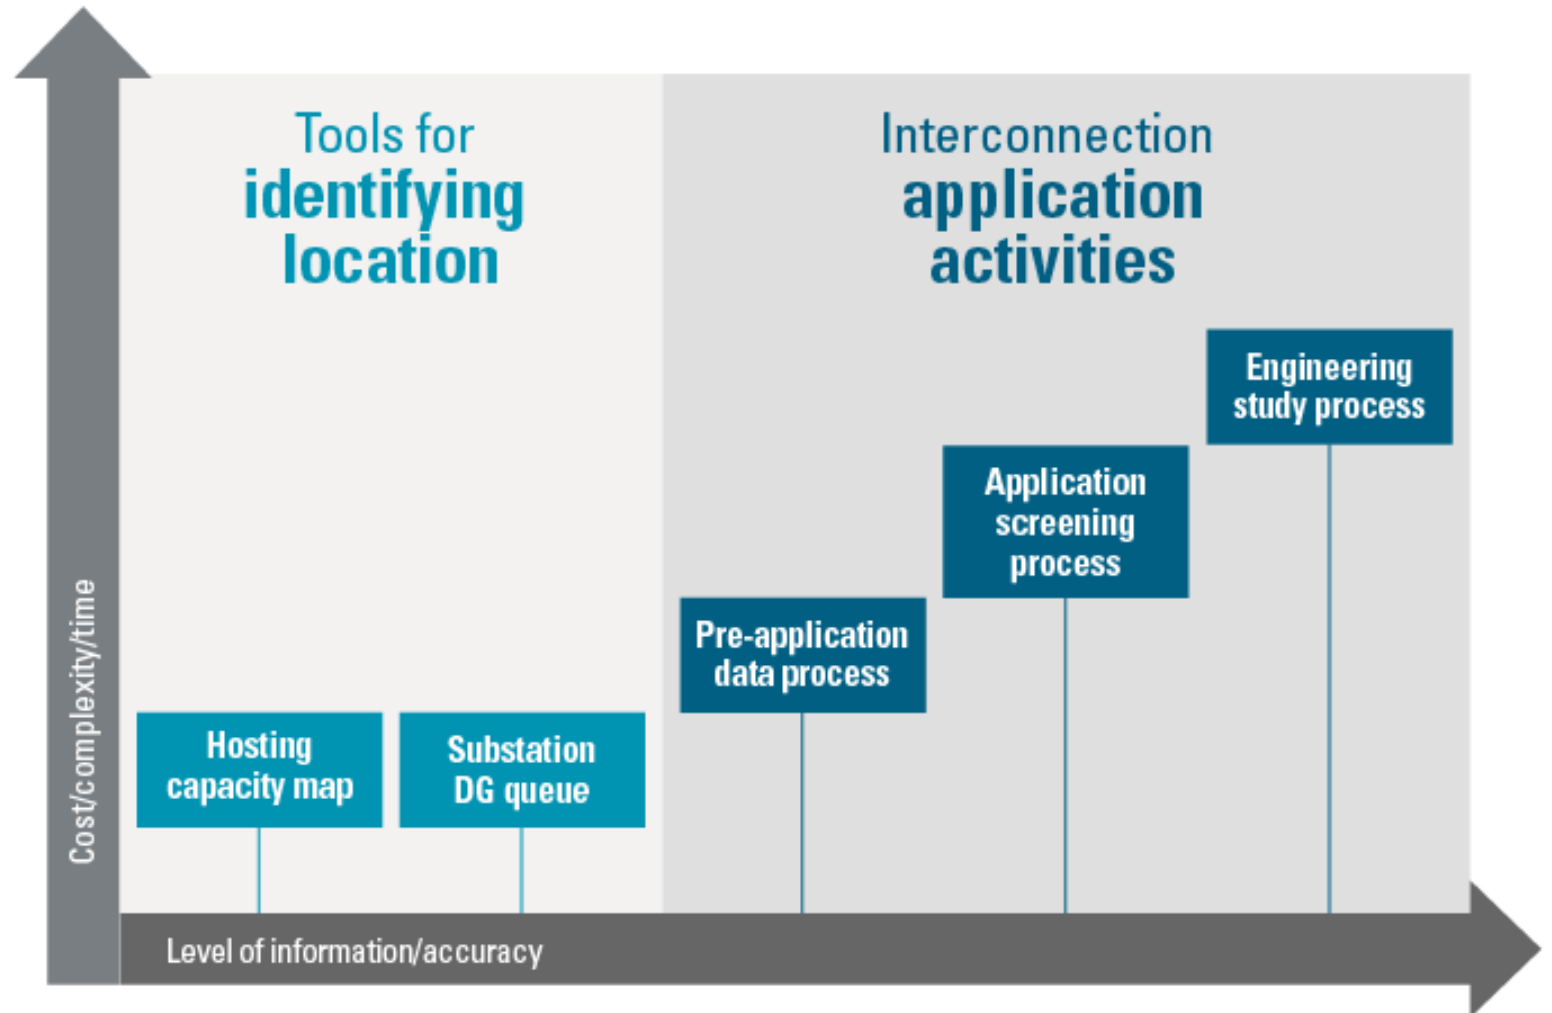 Tools for
identifying
location
Interconnection
application
activities
Engineering
study process
Application
screening
process
Pre-application
data process
Hosting
capacity map
Substation
DG queue
Cost/complexity/time
Level of information/accuracy